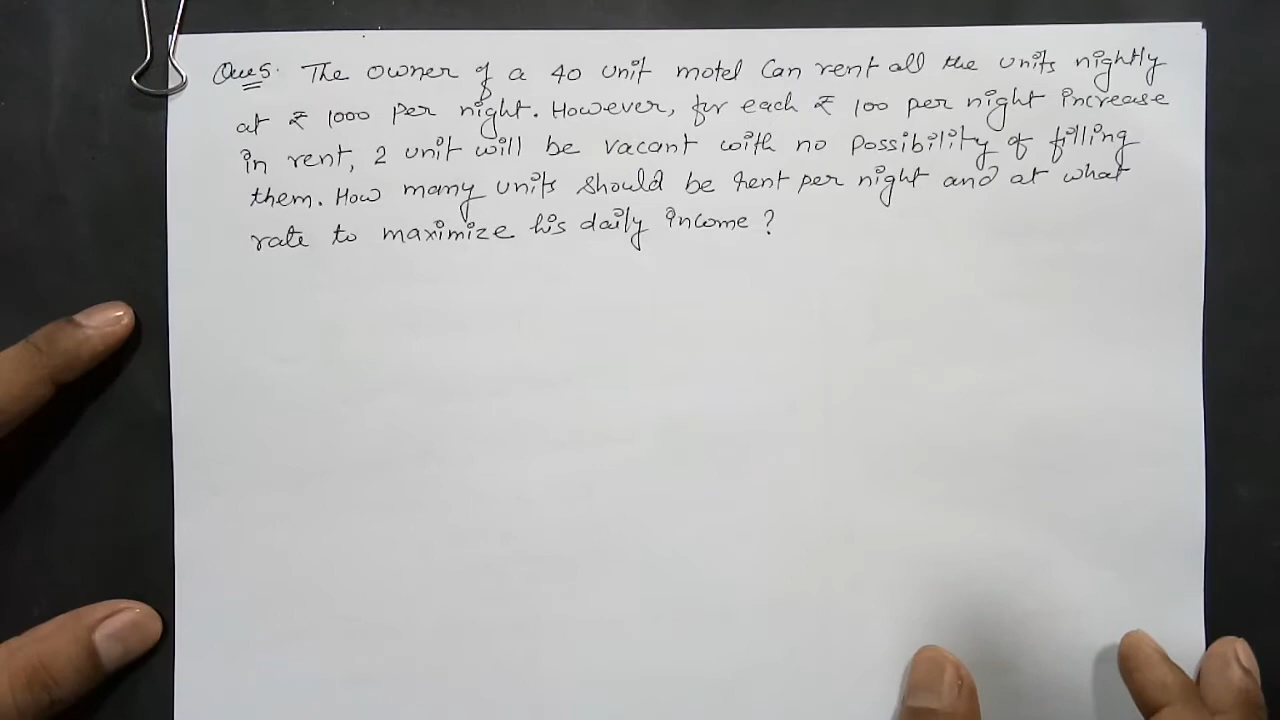 Que5. The owner of a 40 unit motel can rent all the units nightly
at ₹ 1000 per night. However, for each ₹ 100 per night increase
in rent, 2 unit will be vacant with no possibility of filling
them. How many units should be rent per night and at what
rate to maximize his daily income?